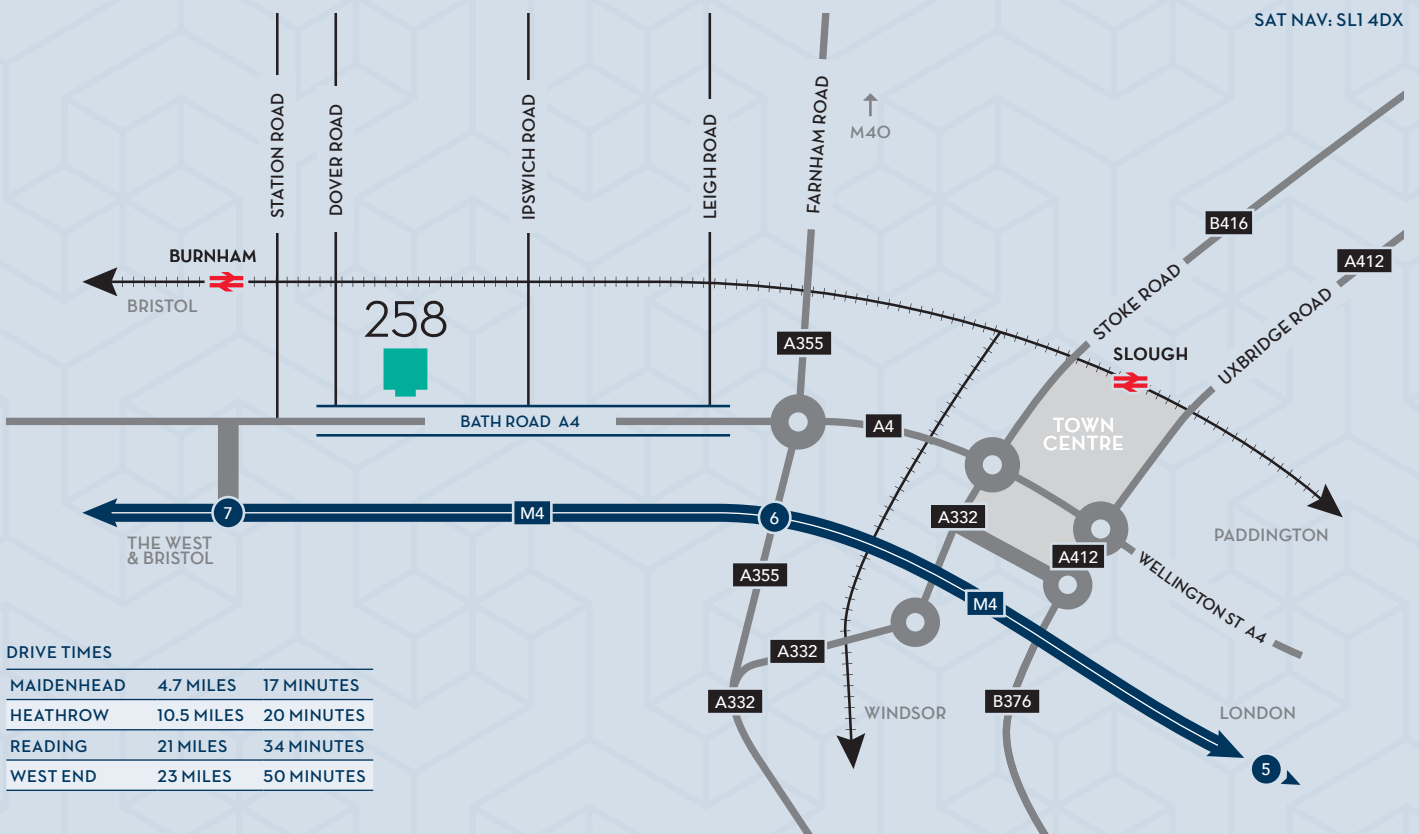 SAT NAV: SL1 4DX
STATION ROAD
DOVER ROAD
IPSWICH ROAD
LEIGH ROAD
FARNHAM ROAD
M40
B416
A412
BURNHAM
BRISTOL
258
STOKE ROAD
UXBRIDGE ROAD
A355
SLOUGH
BATH ROAD A4
A4
TOWN
CENTRE
7
M4
6
A332
THE WEST
& BRISTOL
PADDINGTON
A412
WELLINGTON ST A4
A355
M4
A332
A332
WINDSOR
B376
LONDON
5
DRIVE TIMES
MAIDENHEAD 4.7 MILES 17 MINUTES
HEATHROW 10.5 MILES 20 MINUTES
READING 21 MILES 34 MINUTES
WEST END 23 MILES 50 MINUTES